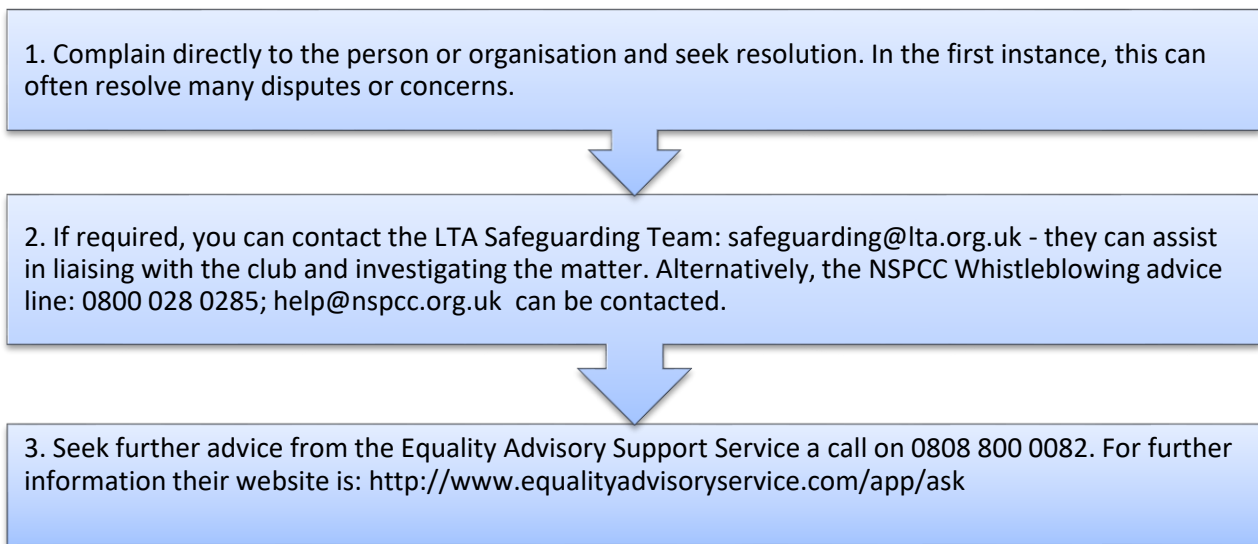 1. Complain directly to the person or organisation and seek resolution. In the first instance, this can
often resolve many disputes or concerns.
2. If required, you can contact the LTA Safeguarding Team: safeguarding@lta.org.uk - they can assist
in liaising with the club and investigating the matter. Alternatively, the NSPCC Whistleblowing advice
line: 0800 028 0285; help@nspcc.org.uk  can be contacted.
3. Seek further advice from the Equality Advisory Support Service a call on 0808 800 0082. For further
information their website is: http://www.equalityadvisoryservice.com/app/ask